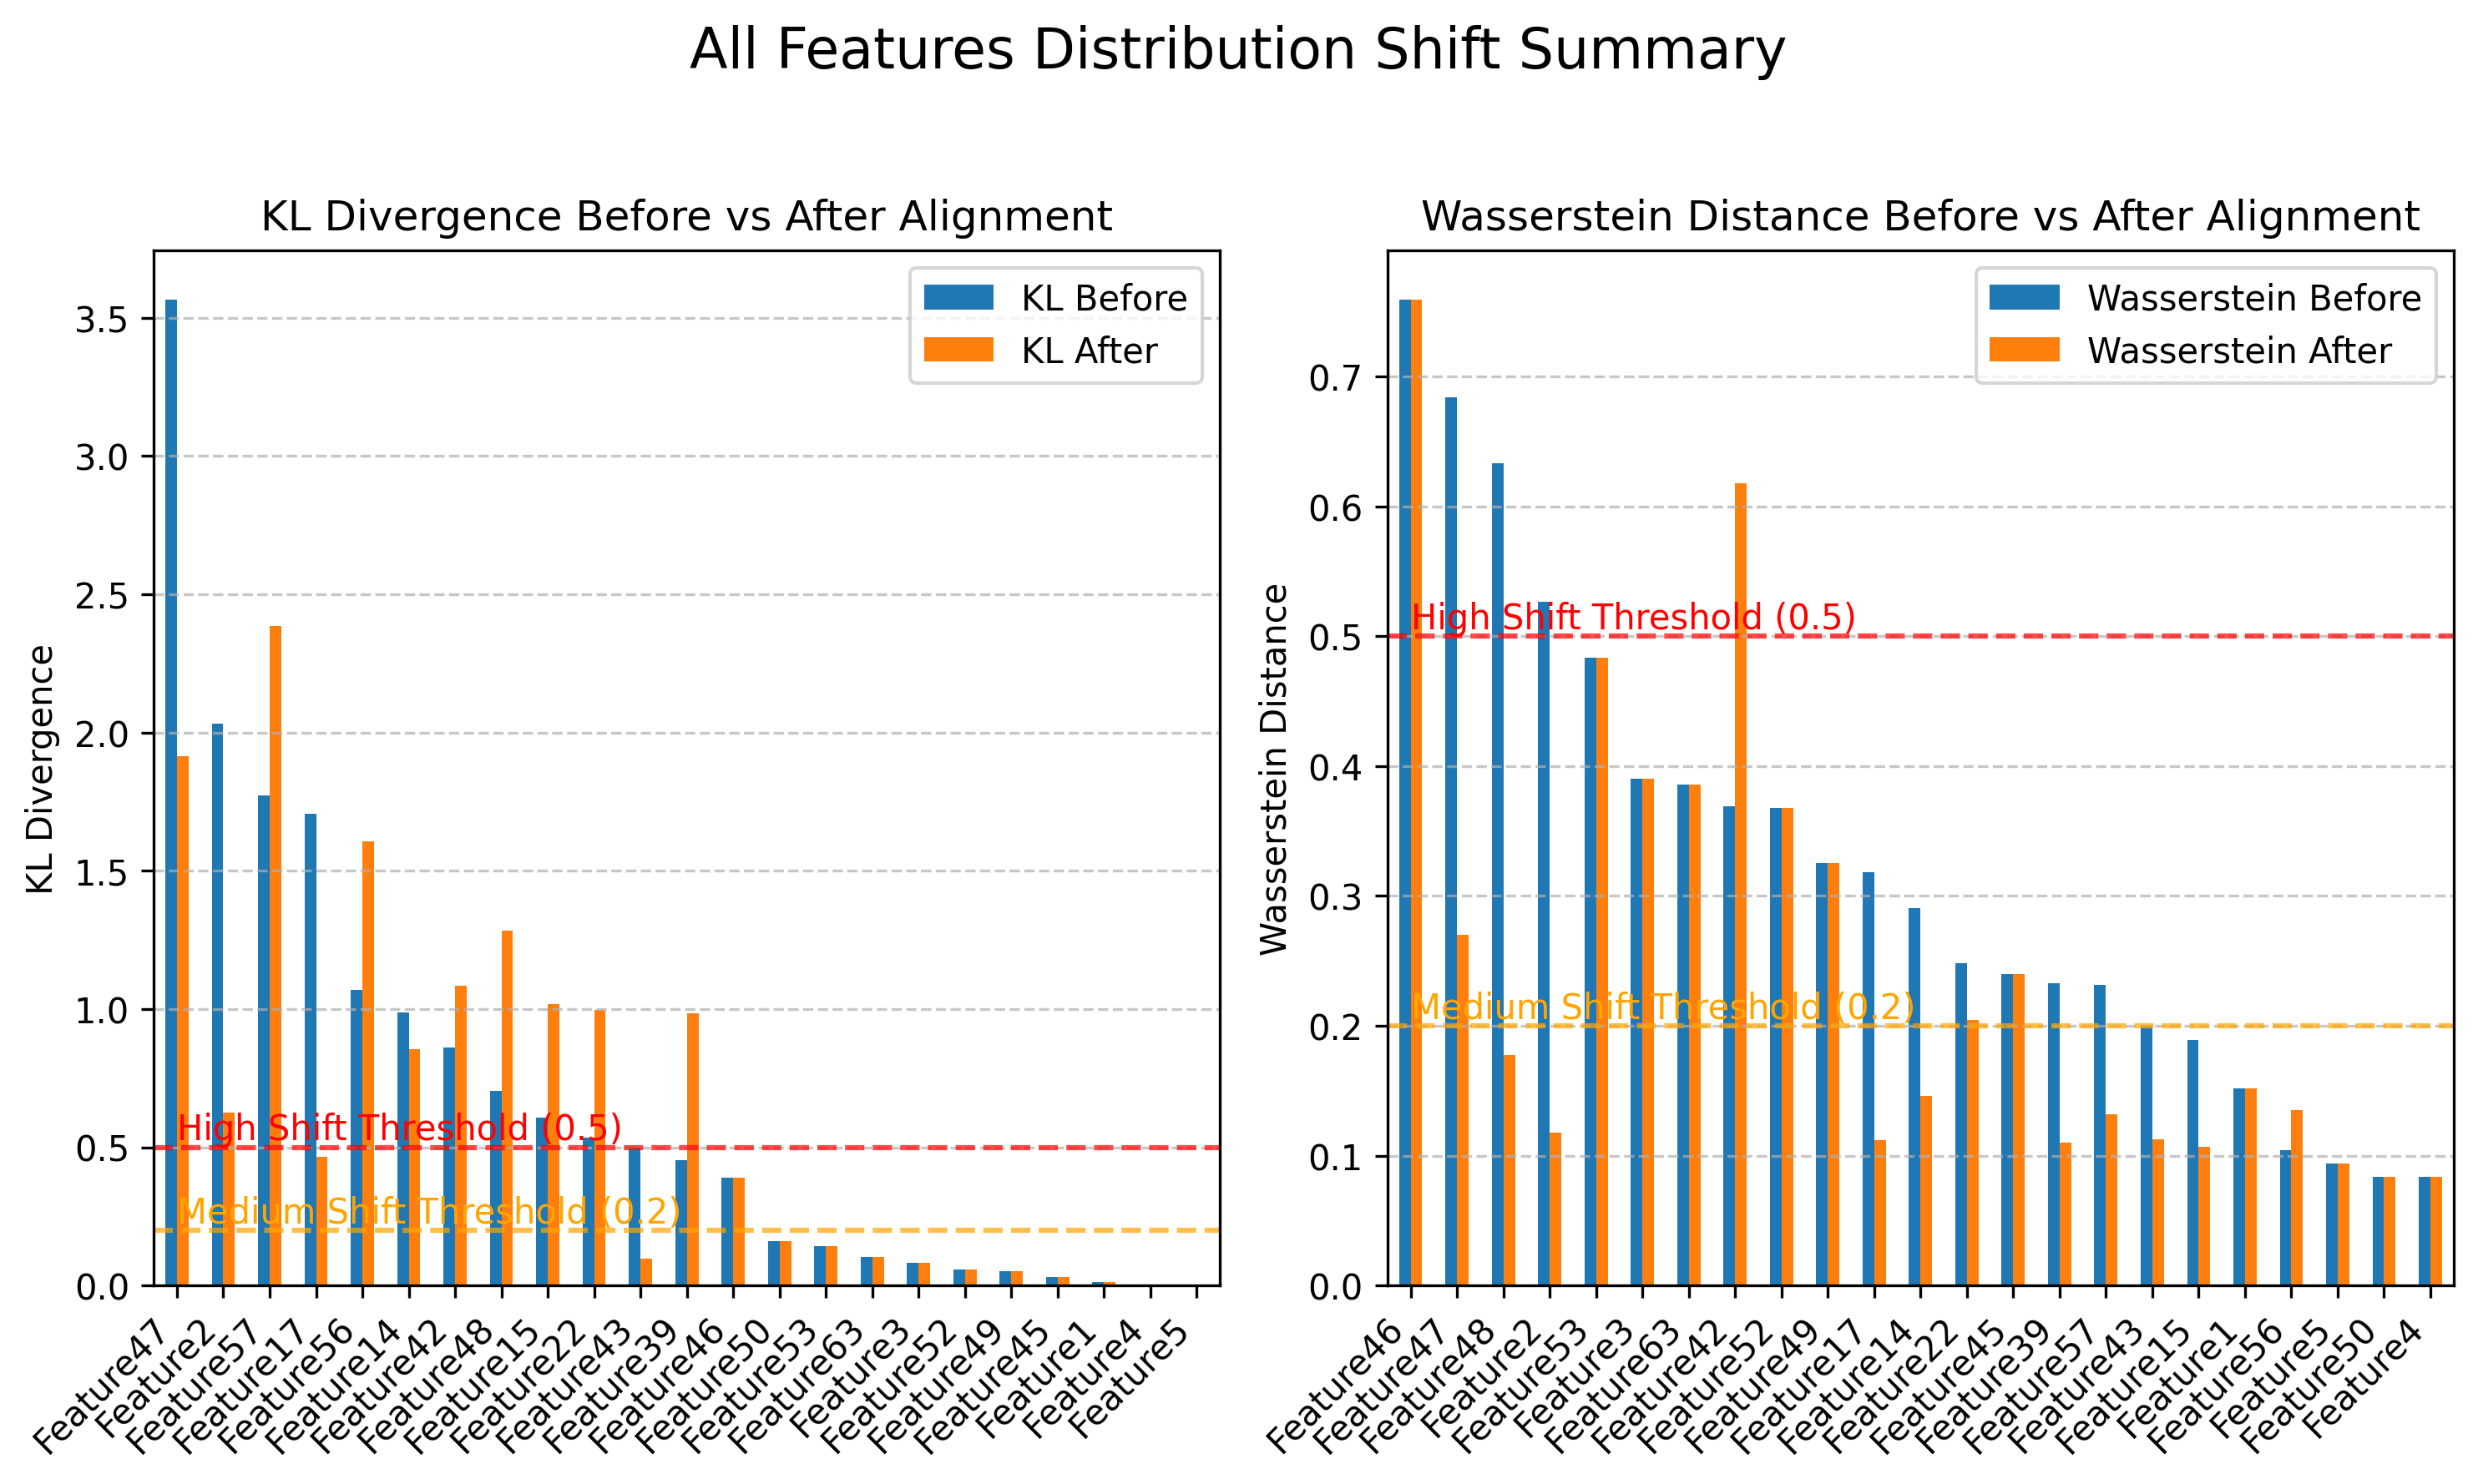 All Features Distribution Shift Summary
KL Divergence Before vs After Alignment
KL Divergence
3.5
3.0
2.5
2.0
1.5
1.0
0.5
0.0
KL Before
KL After
High Shift Threshold (0.5)
Medium Shift Threshold (0.2)
Feature47
Feature2
Feature57
Feature17
Feature56
Feature14
Feature42
Feature48
Feature15
Feature22
Feature43
Feature39
Feature46
Feature50
Feature53
Feature63
Feature3
Feature52
Feature49
Feature45
Feature1
Feature4
Feature5
Wasserstein Distance Before vs After Alignment
Wasserstein Distance
0.7
0.6
0.5
0.4
0.3
0.2
0.1
0.0
Wasserstein Before
Wasserstein After
High Shift Threshold (0.5)
Medium Shift Threshold (0.2)
Feature46
Feature47
Feature48
Feature2
Feature53
Feature3
Feature63
Feature42
Feature52
Feature49
Feature17
Feature14
Feature22
Feature45
Feature39
Feature57
Feature43
Feature15
Feature1
Feature56
Feature5
Feature50
Feature4